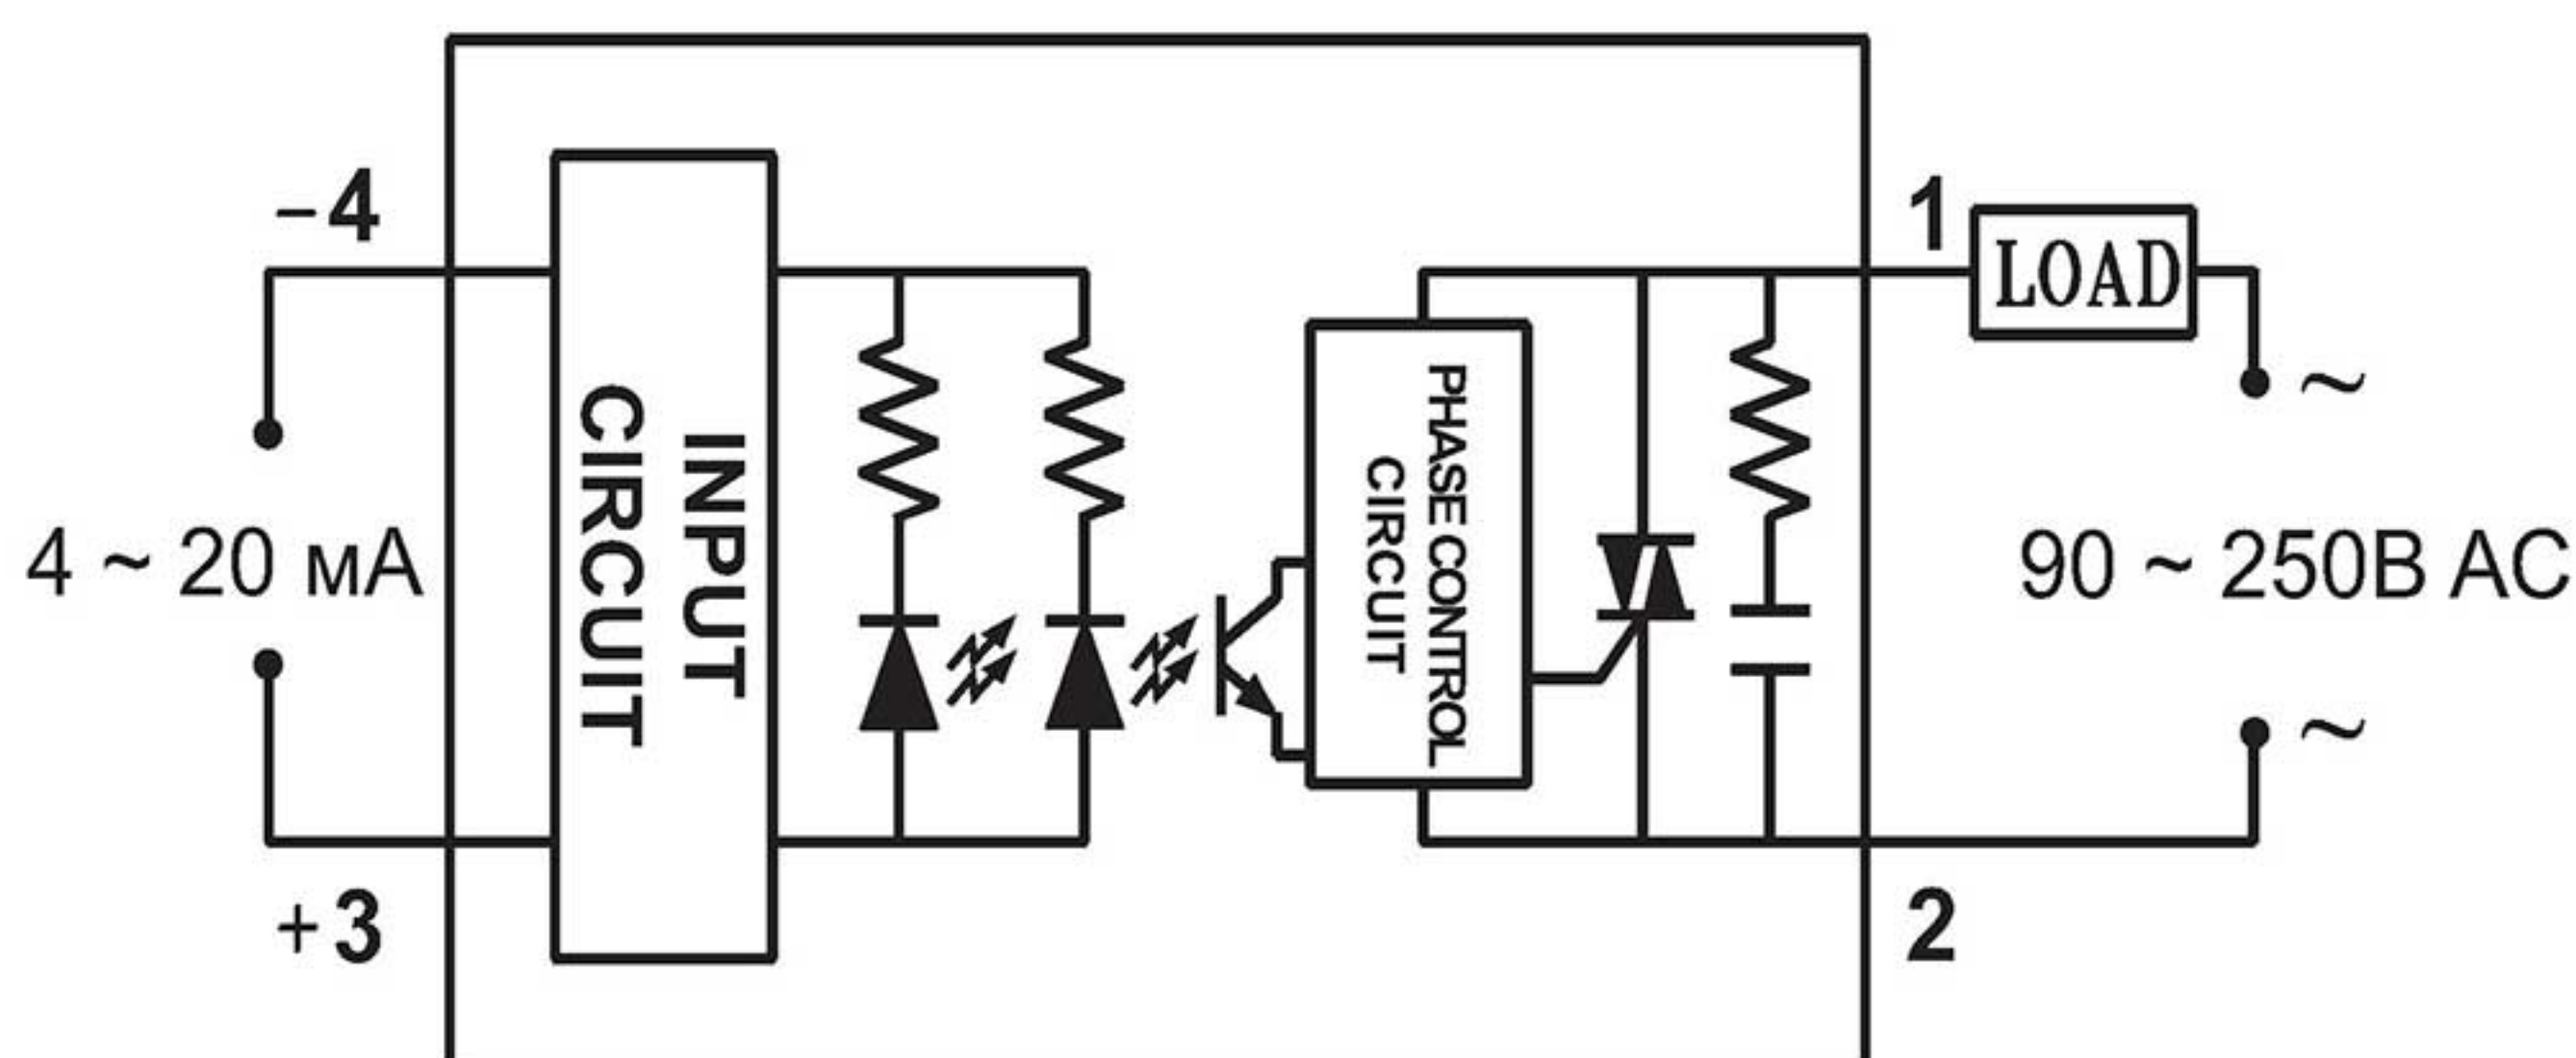 −4
4 ~ 20 мА
+3
INPUT
CIRCUIT
PHASE CONTROL
CIRCUIT
1
LOAD
~
90 ~ 250В AC
~
2